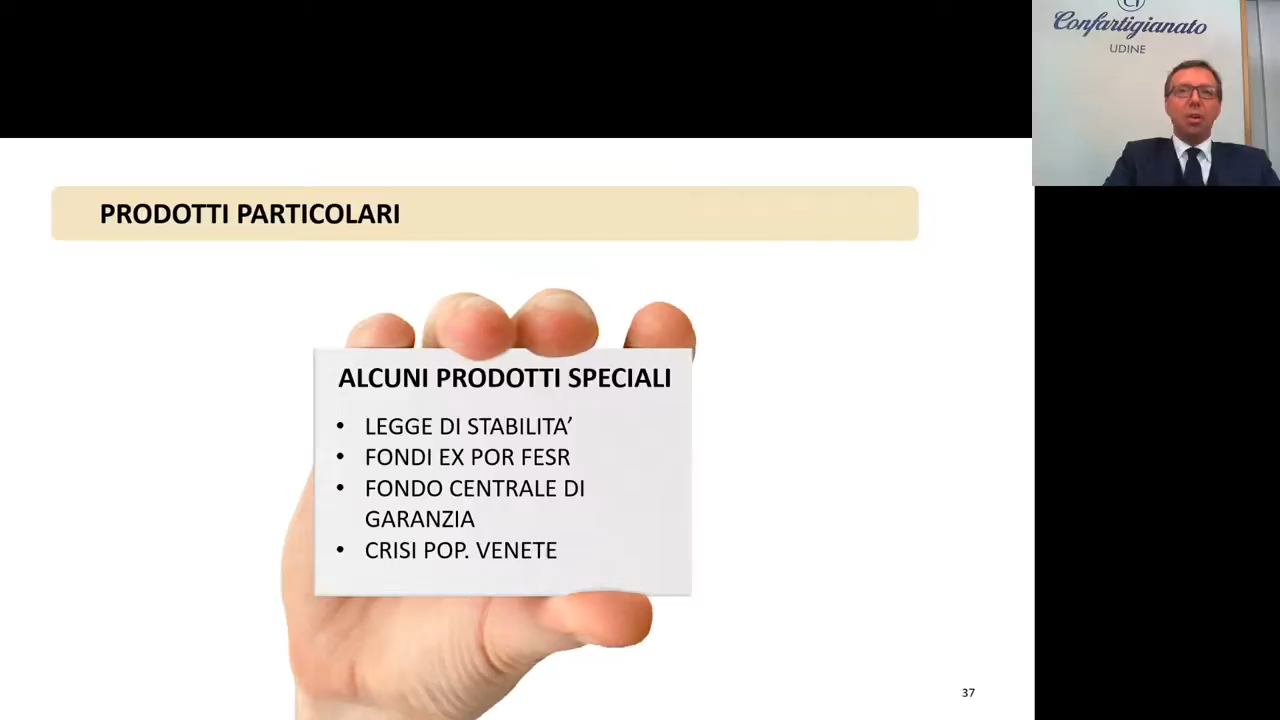 Confartigianato
UDINE
PRODOTTI PARTICOLARI
ALCUNI PRODOTTI SPECIALI
• LEGGE DI STABILITA’
• FONDI EX POR FESR
• FONDO CENTRALE DI
GARANZIA
• CRISI POP. VENETE
37